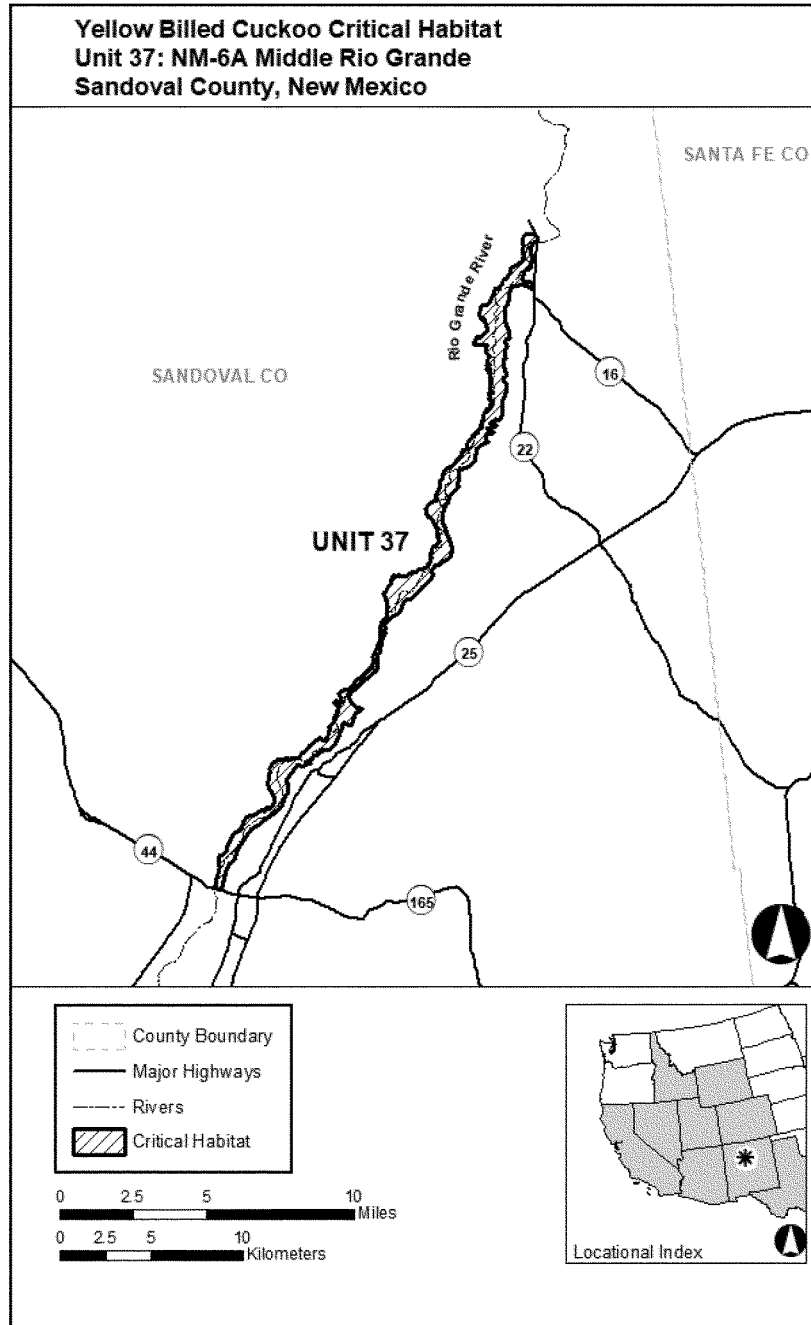 Yellow Billed Cuckoo Critical Habitat
Unit 37: NM-6A Middle Rio Grande
Sandoval County, New Mexico
SANTA FE CO
Rio Grande River
SANDOVAL CO
16
22
UNIT 37
25
44
165
County Boundary
Major Highways
Rivers
Critical Habitat
0 2.5 5 10
Miles
0 2.5 5 10
Kilometers
Locational Index